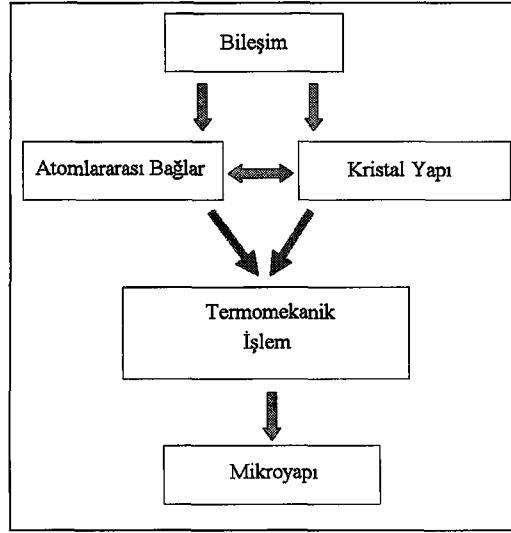 Bileşim
Atomlararası Bağlar
Kristal Yapı
Termomekanik
İşlem
Mikroyapı